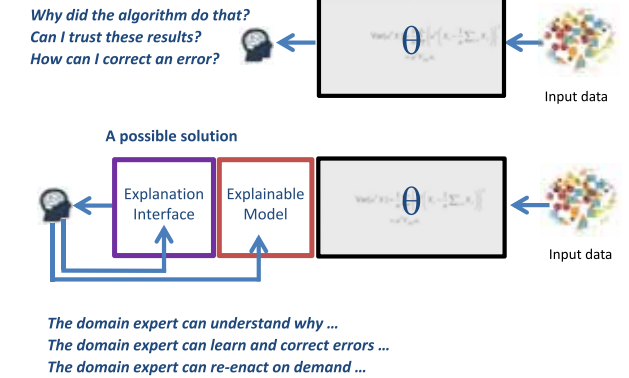 Why did the algorithm do that?
Can I trust these results?
How can I correct an error?
θ
Input data
A possible solution
Explanation
Interface
Explainable
Model
θ
Input data
The domain expert can understand why …
The domain expert can learn and correct errors …
The domain expert can re-enact on demand …